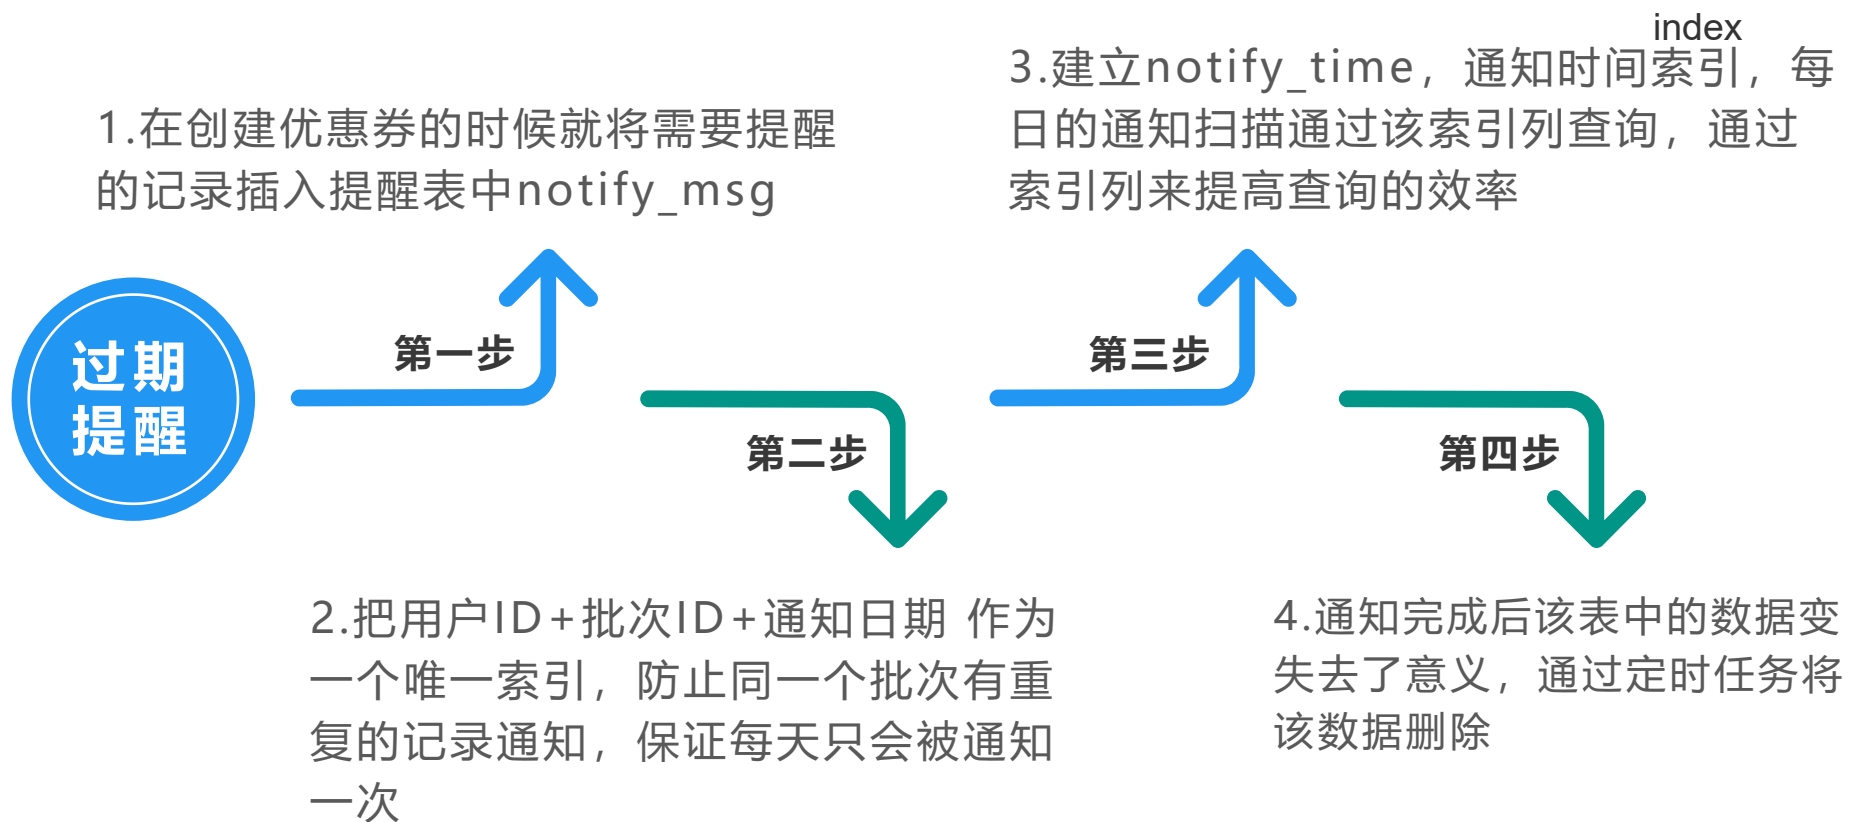 index
1.在创建优惠券的时候就将需要提醒
的记录插入提醒表中notify_msg
3.建立notify_time，通知时间索引，每
日的通知扫描通过该索引列查询，通过
索引列来提高查询的效率
过期
提醒
第一步
第二步
第三步
第四步
2.把用户ID+批次ID+通知日期 作为
一个唯一索引，防止同一个批次有重
复的记录通知，保证每天只会被通知
一次
4.通知完成后该表中的数据变
失去了意义，通过定时任务将
该数据删除